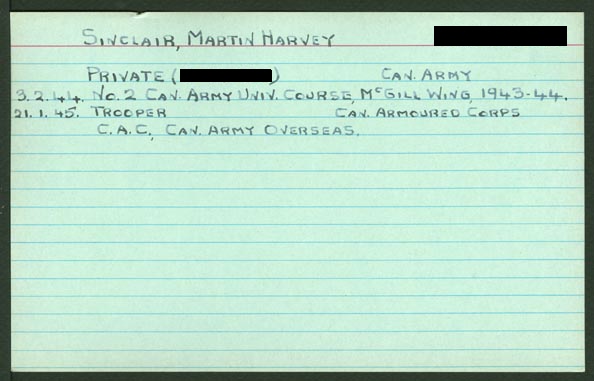 SINCLAIR, MARTIN HARVEY
PRIVATE ( ) CAN. ARMY
3.2.44. No. 2 CAN. ARMY UNIV. COURSE, McGILL WING, 1943-44.
21.1.45. TROOPER CAN. ARMOURED CORPS
C.A.C., CAN. ARMY OVERSEAS.